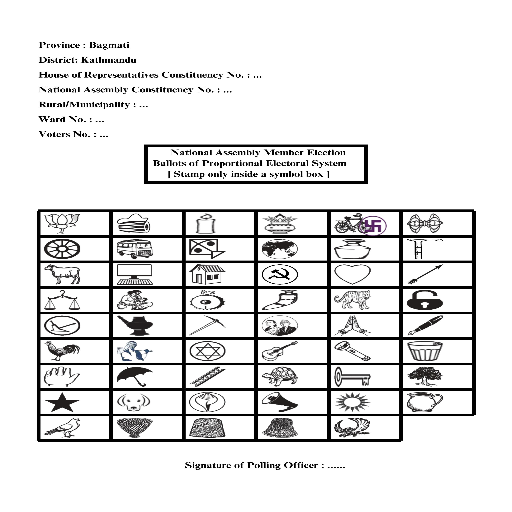 Province : Bagmati
District: Kathmandu
House of Representatives Constituency No. : ...
National Assembly Constituency No. : ...
Rural/Municipality : ...
Ward No. : ...
Voters No. : ...
National Assembly Member Election
Ballots of Proportional Electoral System
[ Stamp only inside a symbol box ]
Signature of Polling Officer : ......